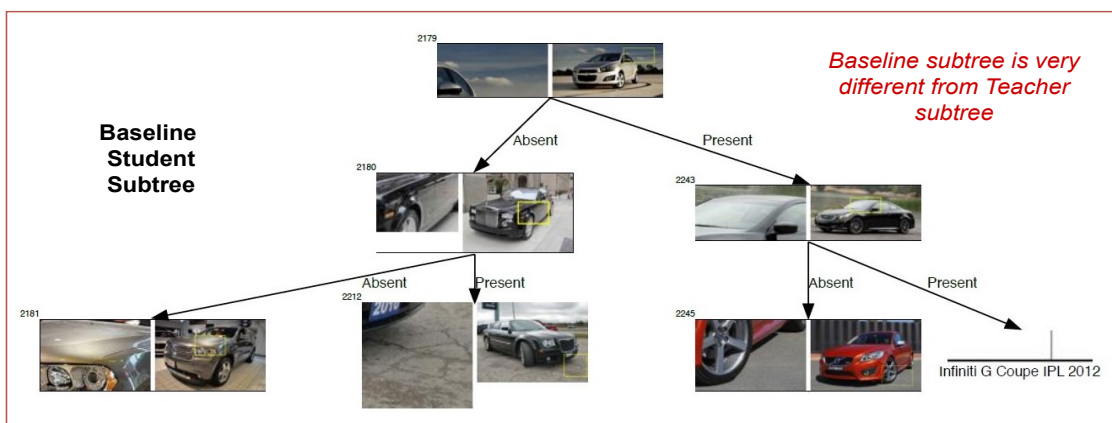 2179
Baseline subtree is very
different from Teacher
subtree
Baseline
Student
Subtree
Absent
Present
2180
2243
Absent
Present
Absent
Present
2181
2212
2245
Infiniti G Coupe IPL 2012